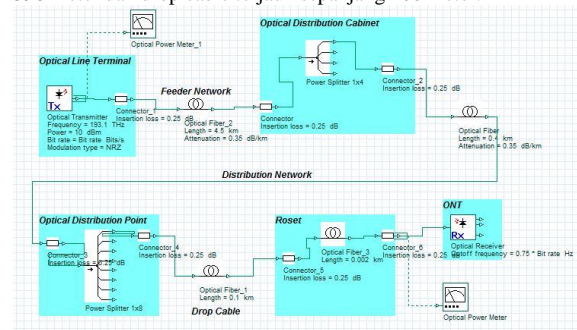 Optical Power Meter_1
Optical Distribution Cabinet
Optical Line Terminal
Power Splitter 1x4
Connector_2
Insertion loss = 0.25 dB
Feeder Network
Tx
Optical Transmitter
Frequency = 193.1 THz
Power = 10 dBm
Bit rate = Bit rate Bits/s
Modulation type = NRZ
Connector_1
Insertion loss = 0.25 dB
Optical Fiber_2
Length = 4.5 km
Attenuation = 0.35 dB/km
Connector
Insertion loss = 0.25 dB
Optical Fiber
Length = 0.4 km
Attenuation = 0.35 dB/km
Distribution Network
Optical Distribution Point
Roset
ONT
Connector_3
Insertion loss = 0.25 dB
Power Splitter 1x8
Connector_4
Insertion loss = 0.25 dB
Optical Fiber_1
Length = 0.1 km
Drop Cable
Connector_5
Insertion loss = 0.25 dB
Optical Fiber_3
Length = 0.002 km
Connector_6
Insertion loss = 0.25 dB
Rx
Optical Receiver
Cutoff frequency = 0.75 * Bit rate Hz
Optical Power Meter